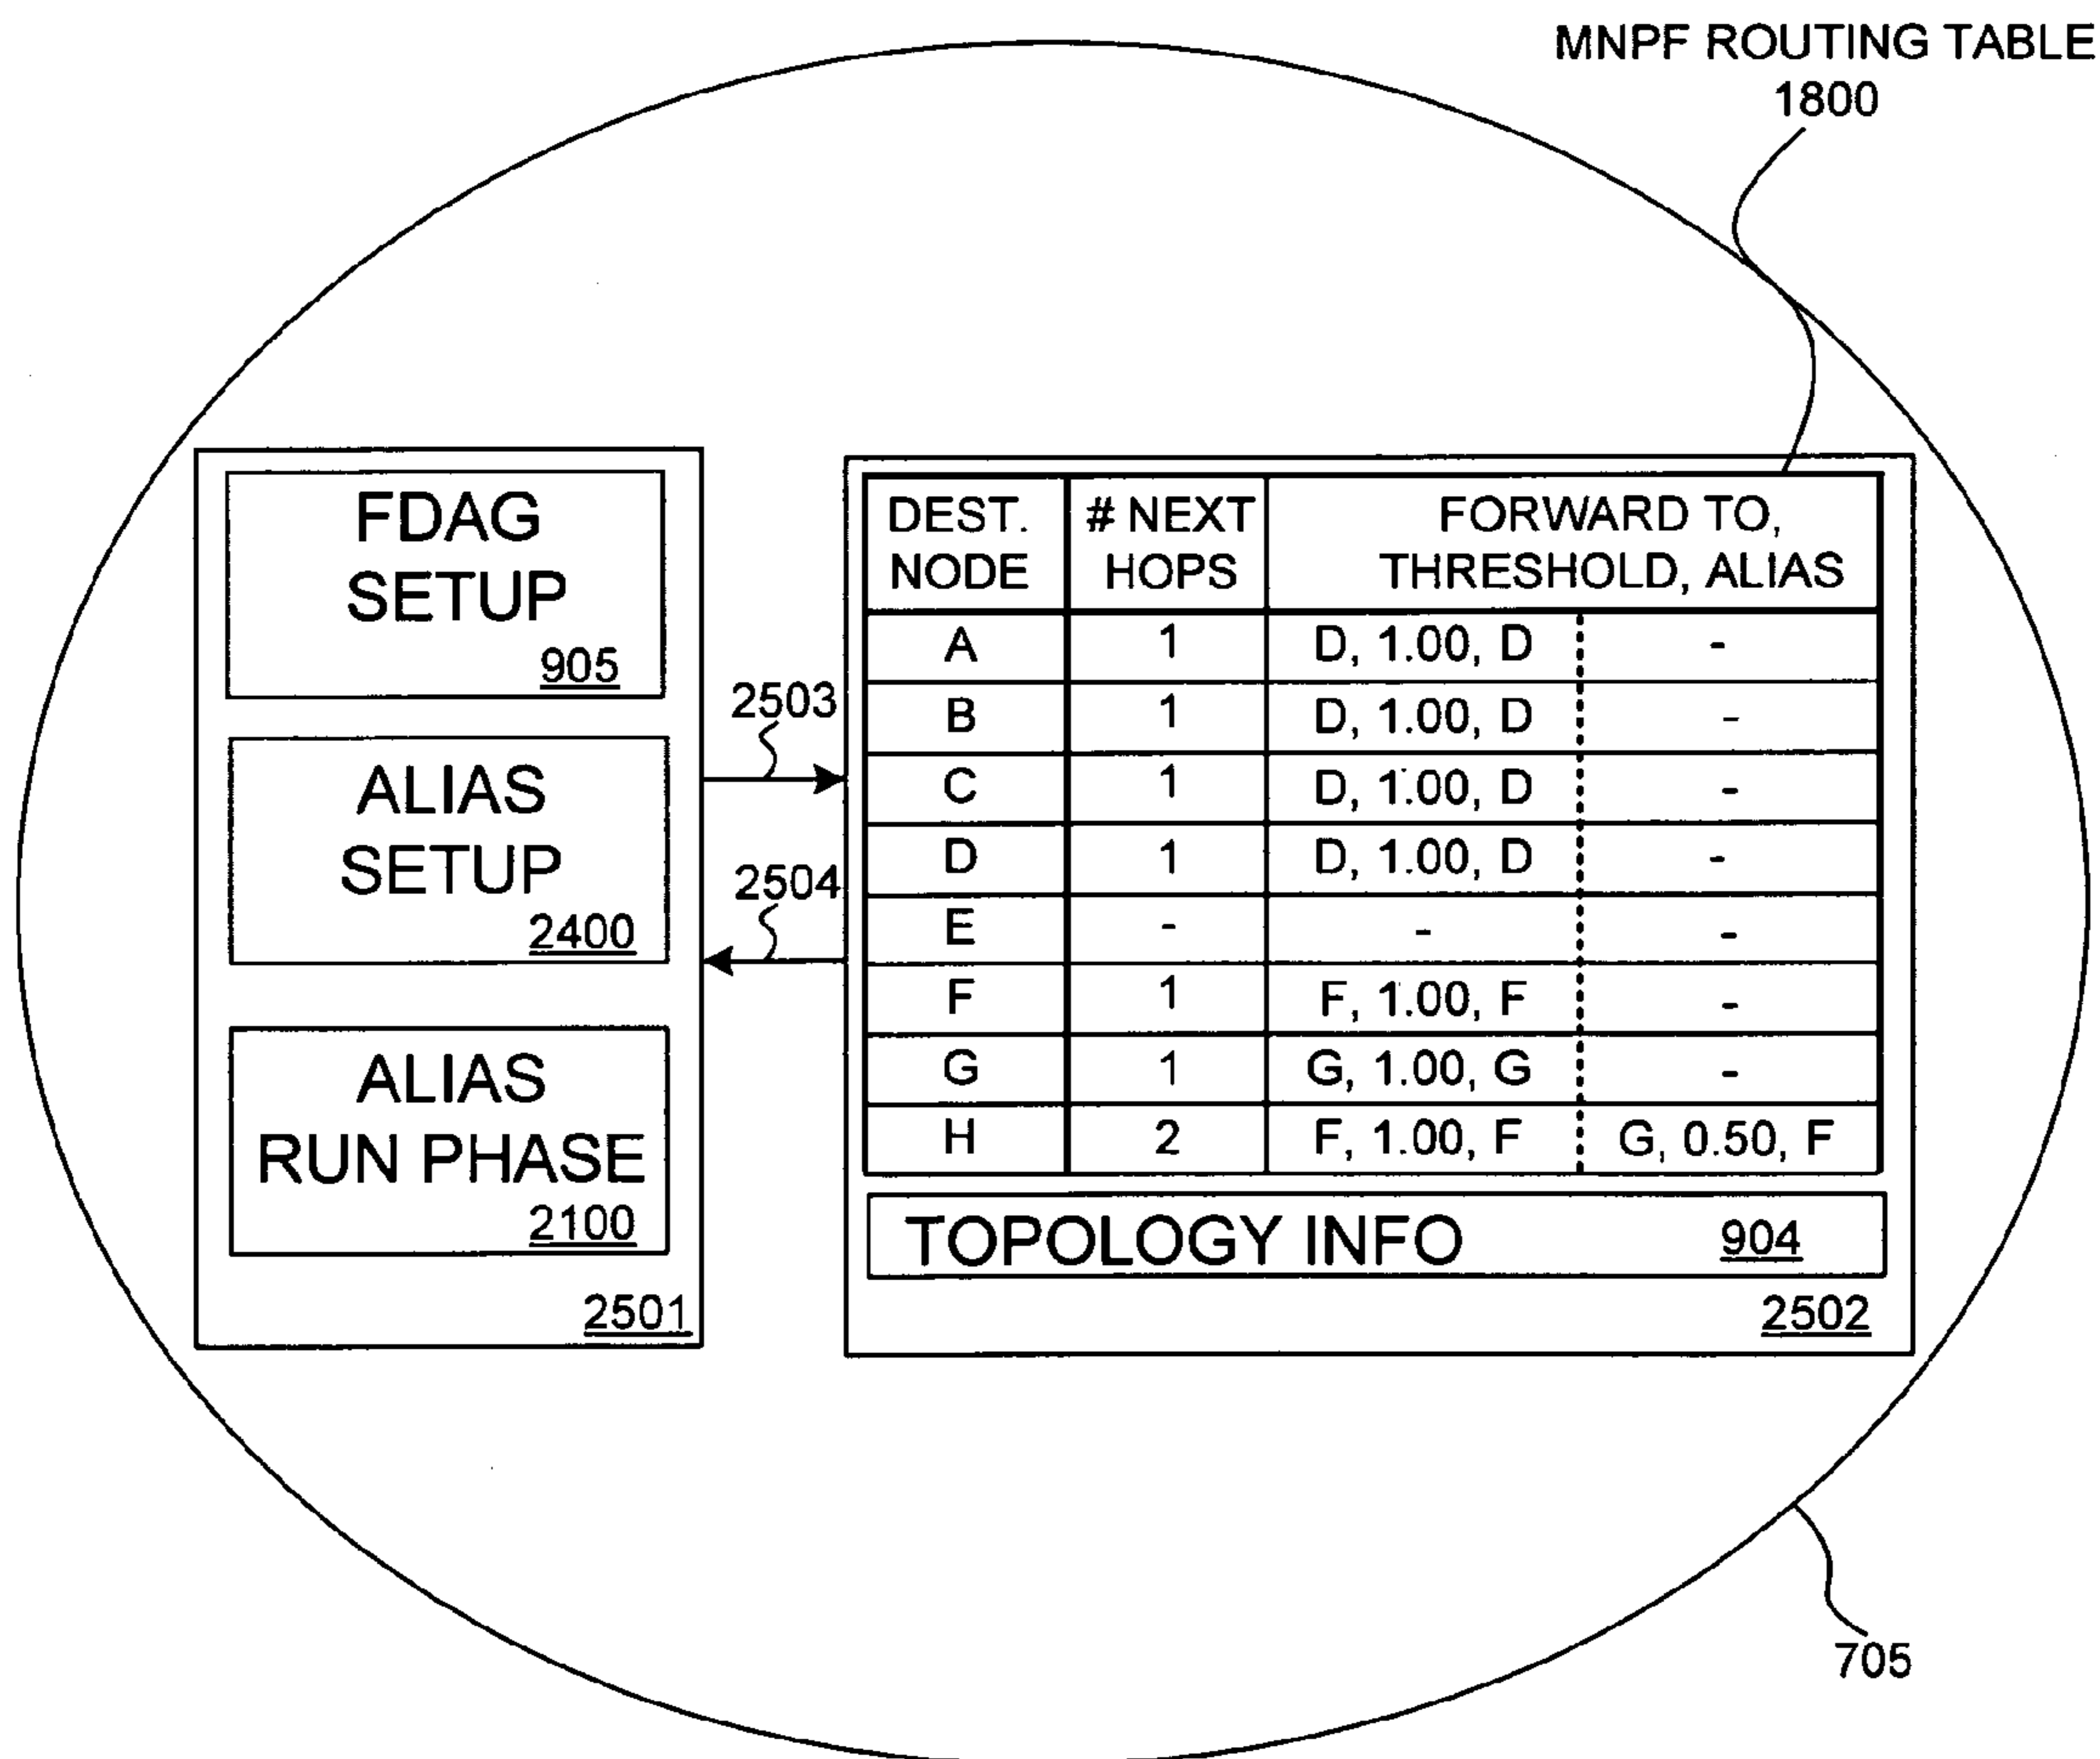 MNPF ROUTING TABLE
1800
FDAG
SETUP
905
ALIAS
SETUP
2400
ALIAS
RUN PHASE
2100
2501
2503
2504
DEST. NODE # NEXT HOPS FORWARD TO, THRESHOLD, ALIAS
A 1 D, 1.00, D -
B 1 D, 1.00, D -
C 1 D, 1.00, D -
D 1 D, 1.00, D -
E - - -
F 1 F, 1.00, F -
G 1 G, 1.00, G -
H 2 F, 1.00, F G, 0.50, F
TOPOLOGY INFO 904
2502
705